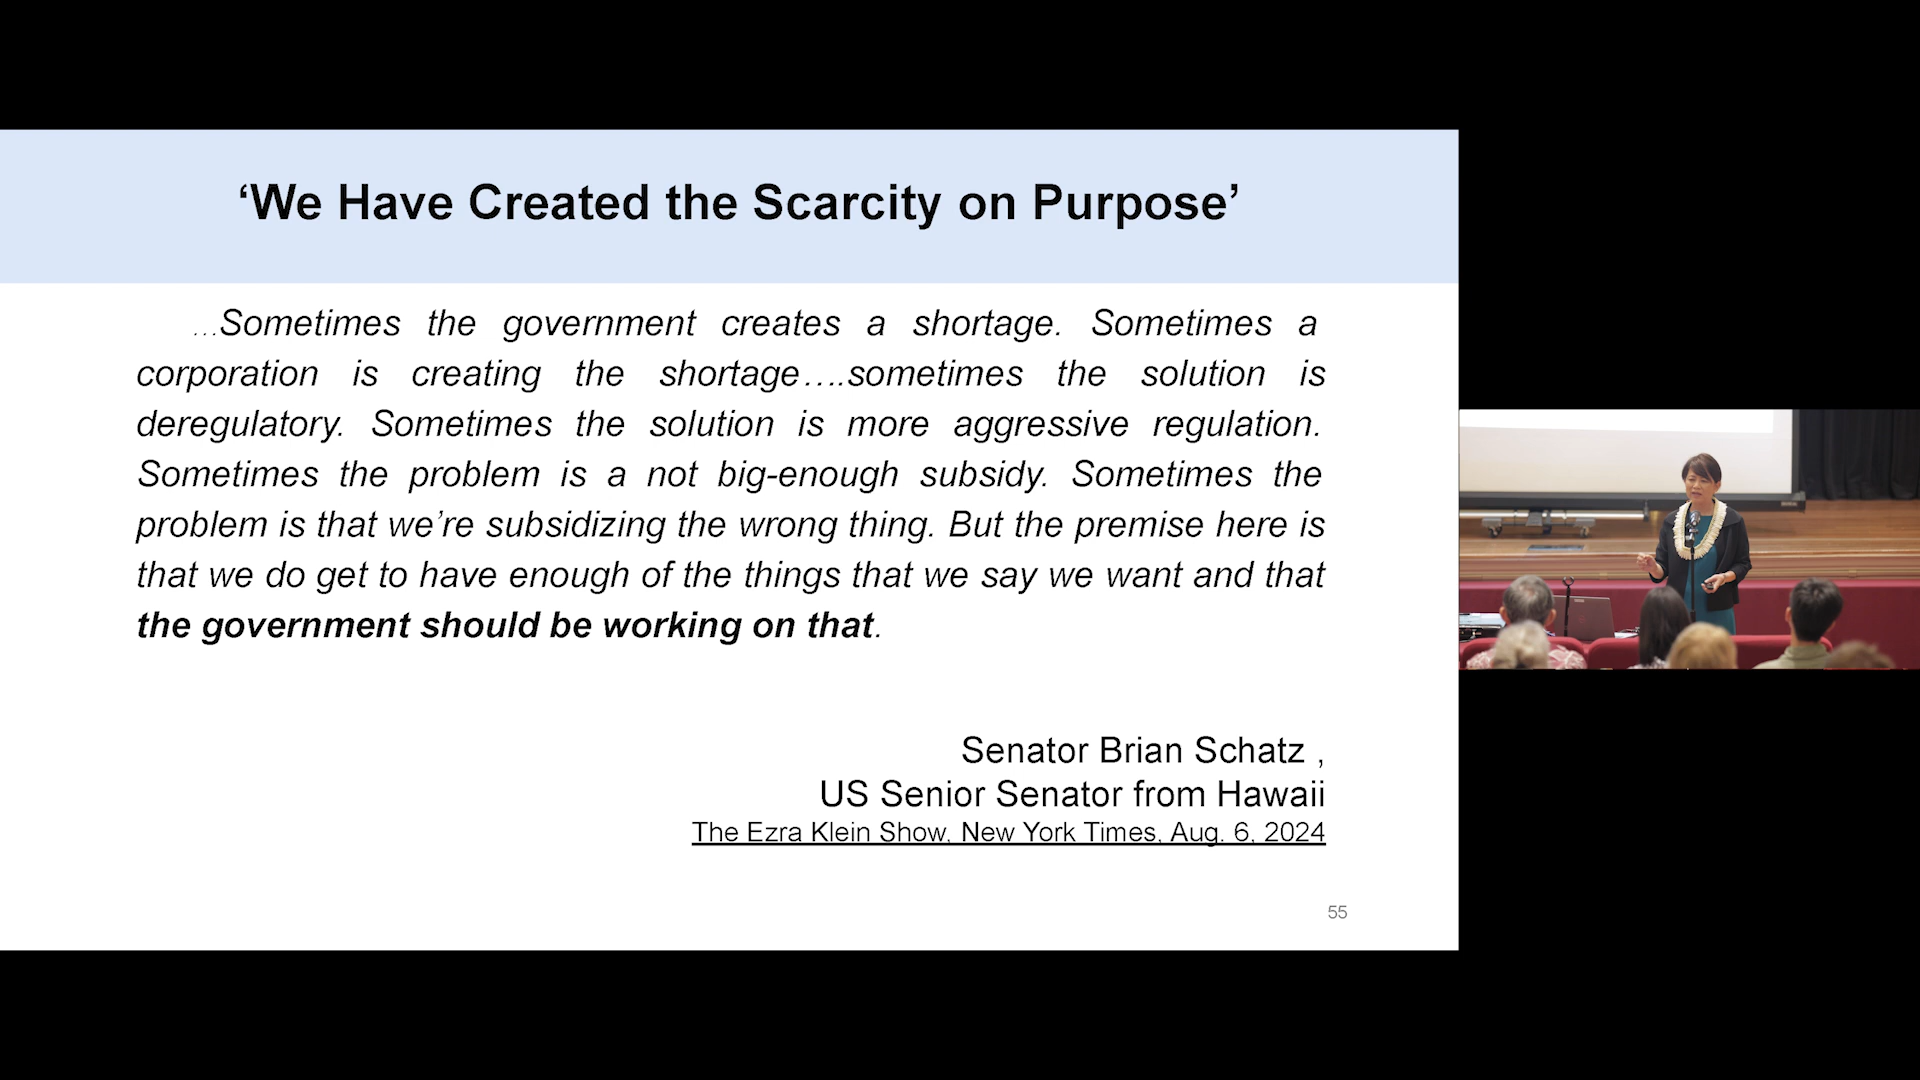 ‘We Have Created the Scarcity on Purpose’
…Sometimes the government creates a shortage. Sometimes a
corporation is creating the shortage….sometimes the solution is
deregulatory. Sometimes the solution is more aggressive regulation.
Sometimes the problem is a not big-enough subsidy. Sometimes the
problem is that we’re subsidizing the wrong thing. But the premise here is
that we do get to have enough of the things that we say we want and that
the government should be working on that.
Senator Brian Schatz ,
US Senior Senator from Hawaii
The Ezra Klein Show, New York Times, Aug. 6, 2024
55